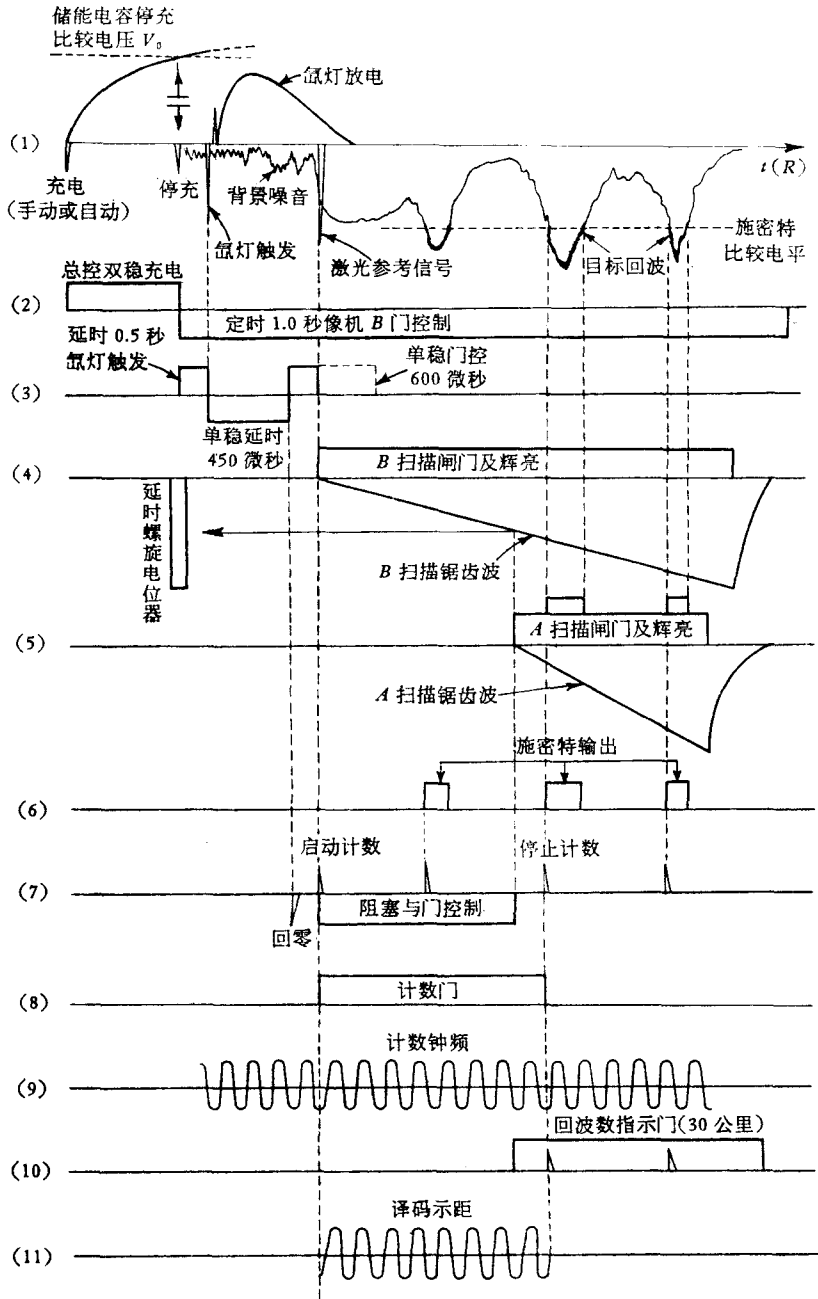 储能电容停充
比较电压 V₀
氙灯放电
(1)
t(R)
充电
(手动或自动)
停充
背景噪音
氙灯触发
激光参考信号
目标回波
施密特
比较电平
总控双稳充电
(2)
定时 1.0 秒像机 B 门控制
延时 0.5 秒
氙灯触发
单稳门控
600 微秒
(3)
单稳延时
450 微秒
B 扫描闸门及辉亮
(4)
延时螺旋电位器
B 扫描锯齿波
A 扫描闸门及辉亮
(5)
A 扫描锯齿波
施密特输出
(6)
启动计数
停止计数
(7)
阻塞与门控制
回零
(8)
计数门
计数钟频
(9)
回波数指示门(30 公里)
(10)
译码示距
(11)